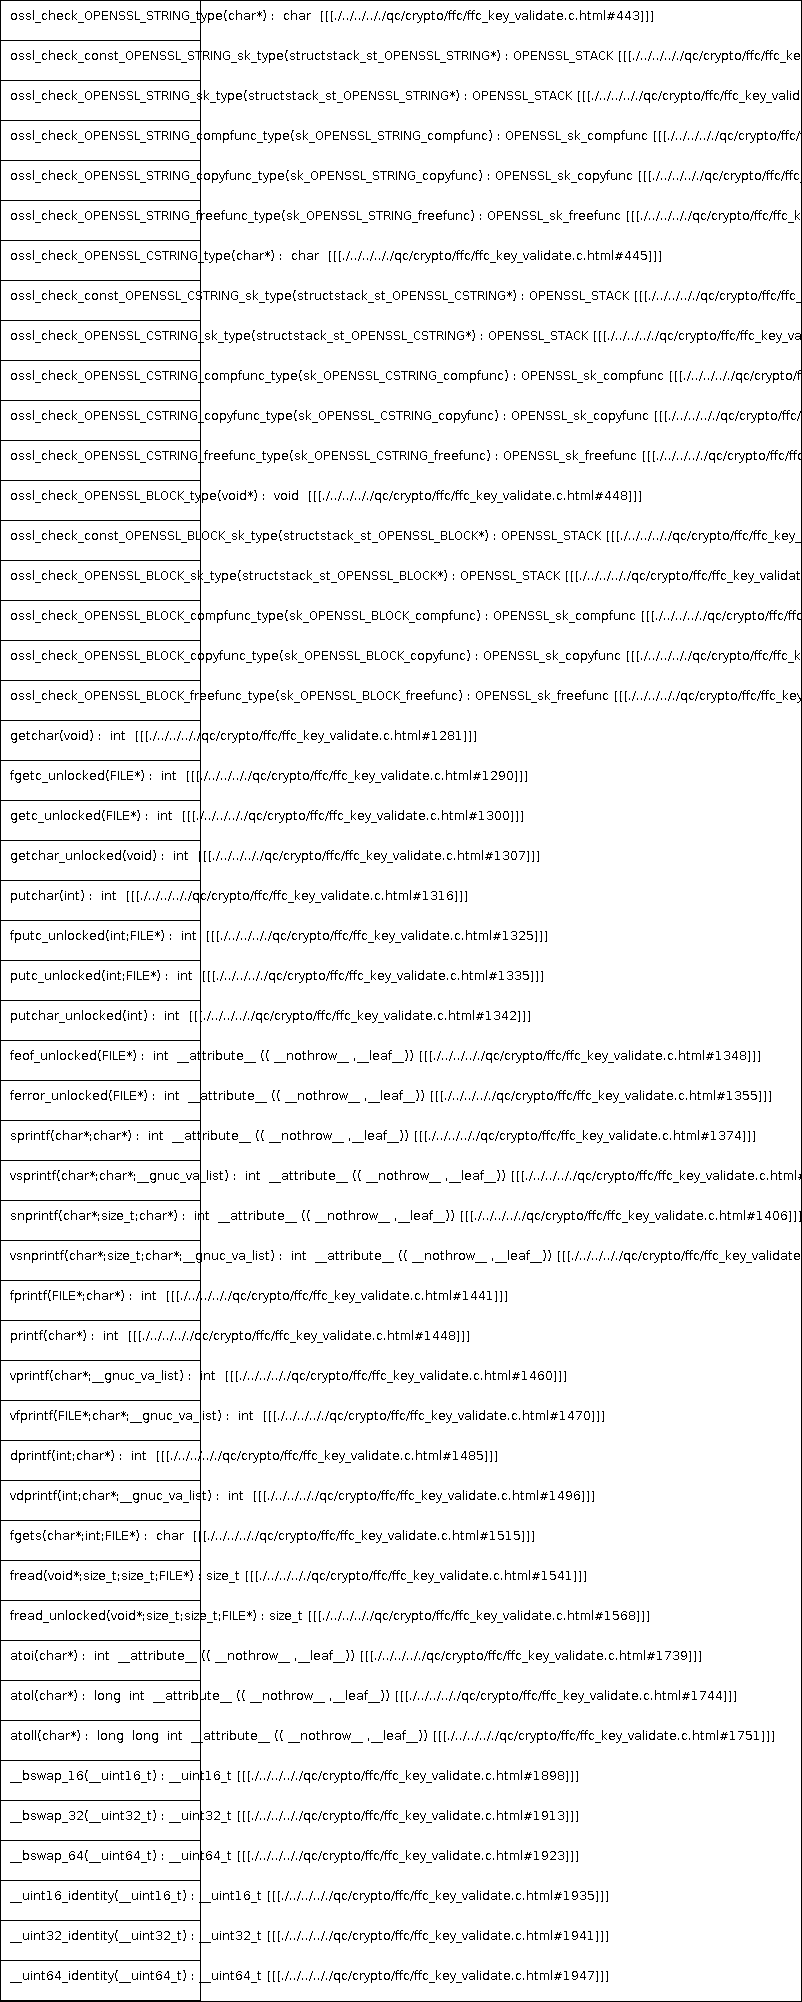 ossl_check_OPENSSL_STRING_type(char*) :  char  [[[./../../.././qc/crypto/ffc/ffc_key_validate.c.html#443]]]
ossl_check_const_OPENSSL_STRING_sk_type(structstack_st_OPENSSL_STRING*) : OPENSSL_STACK [[[./../../.././qc/crypto/ffc/ffc_ke
ossl_check_OPENSSL_STRING_sk_type(structstack_st_OPENSSL_STRING*) : OPENSSL_STACK [[[./../../.././qc/crypto/ffc/ffc_key_valid
ossl_check_OPENSSL_STRING_compfunc_type(sk_OPENSSL_STRING_compfunc) : OPENSSL_sk_compfunc [[[./../../.././qc/crypto/ffc/
ossl_check_OPENSSL_STRING_copyfunc_type(sk_OPENSSL_STRING_copyfunc) : OPENSSL_sk_copyfunc [[[./../../.././qc/crypto/ffc/ffc_
ossl_check_OPENSSL_STRING_freefunc_type(sk_OPENSSL_STRING_freefunc) : OPENSSL_sk_freefunc [[[./../../.././qc/crypto/ffc/ffc_k
ossl_check_OPENSSL_CSTRING_type(char*) :  char  [[[./../../.././qc/crypto/ffc/ffc_key_validate.c.html#445]]]
ossl_check_const_OPENSSL_CSTRING_sk_type(structstack_st_OPENSSL_CSTRING*) : OPENSSL_STACK [[[./../../.././qc/crypto/ffc/ffc_
ossl_check_OPENSSL_CSTRING_sk_type(structstack_st_OPENSSL_CSTRING*) : OPENSSL_STACK [[[./../../.././qc/crypto/ffc/ffc_key_va
ossl_check_OPENSSL_CSTRING_compfunc_type(sk_OPENSSL_CSTRING_compfunc) : OPENSSL_sk_compfunc [[[./../../.././qc/crypto/f
ossl_check_OPENSSL_CSTRING_copyfunc_type(sk_OPENSSL_CSTRING_copyfunc) : OPENSSL_sk_copyfunc [[[./../../.././qc/crypto/ffc/
ossl_check_OPENSSL_CSTRING_freefunc_type(sk_OPENSSL_CSTRING_freefunc) : OPENSSL_sk_freefunc [[[./../../.././qc/crypto/ffc/ffc
ossl_check_OPENSSL_BLOCK_type(void*) :  void  [[[./../../.././qc/crypto/ffc/ffc_key_validate.c.html#448]]]
ossl_check_const_OPENSSL_BLOCK_sk_type(structstack_st_OPENSSL_BLOCK*) : OPENSSL_STACK [[[./../../.././qc/crypto/ffc/ffc_key_
ossl_check_OPENSSL_BLOCK_sk_type(structstack_st_OPENSSL_BLOCK*) : OPENSSL_STACK [[[./../../.././qc/crypto/ffc/ffc_key_validat
ossl_check_OPENSSL_BLOCK_compfunc_type(sk_OPENSSL_BLOCK_compfunc) : OPENSSL_sk_compfunc [[[./../../.././qc/crypto/ffc/ffc
ossl_check_OPENSSL_BLOCK_copyfunc_type(sk_OPENSSL_BLOCK_copyfunc) : OPENSSL_sk_copyfunc [[[./../../.././qc/crypto/ffc/ffc_k
ossl_check_OPENSSL_BLOCK_freefunc_type(sk_OPENSSL_BLOCK_freefunc) : OPENSSL_sk_freefunc [[[./../../.././qc/crypto/ffc/ffc_key
getchar(void) :  int  [[[./../../.././qc/crypto/ffc/ffc_key_validate.c.html#1281]]]
fgetc_unlocked(FILE*) :  int  [[[./../../.././qc/crypto/ffc/ffc_key_validate.c.html#1290]]]
getc_unlocked(FILE*) :  int  [[[./../../.././qc/crypto/ffc/ffc_key_validate.c.html#1300]]]
getchar_unlocked(void) :  int  [[[./../../.././qc/crypto/ffc/ffc_key_validate.c.html#1307]]]
putchar(int) :  int  [[[./../../.././qc/crypto/ffc/ffc_key_validate.c.html#1316]]]
fputc_unlocked(int;FILE*) :  int  [[[./../../.././qc/crypto/ffc/ffc_key_validate.c.html#1325]]]
putc_unlocked(int;FILE*) :  int  [[[./../../.././qc/crypto/ffc/ffc_key_validate.c.html#1335]]]
putchar_unlocked(int) :  int  [[[./../../.././qc/crypto/ffc/ffc_key_validate.c.html#1342]]]
feof_unlocked(FILE*) :  int  __attribute__ (( __nothrow__ ,__leaf__)) [[[./../../.././qc/crypto/ffc/ffc_key_validate.c.html#1348]]]
ferror_unlocked(FILE*) :  int  __attribute__ (( __nothrow__ ,__leaf__)) [[[./../../.././qc/crypto/ffc/ffc_key_validate.c.html#1355]]]
sprintf(char*;char*) :  int  __attribute__ (( __nothrow__ ,__leaf__)) [[[./../../.././qc/crypto/ffc/ffc_key_validate.c.html#1374]]]
vsprintf(char*;char*;__gnuc_va_list) :  int  __attribute__ (( __nothrow__ ,__leaf__)) [[[./../../.././qc/crypto/ffc/ffc_key_validate.c.html#
snprintf(char*;size_t;char*) :  int  __attribute__ (( __nothrow__ ,__leaf__)) [[[./../../.././qc/crypto/ffc/ffc_key_validate.c.html#1406]]]
vsnprintf(char*;size_t;char*;__gnuc_va_list) :  int  __attribute__ (( __nothrow__ ,__leaf__)) [[[./../../.././qc/crypto/ffc/ffc_key_validate
fprintf(FILE*;char*) :  int  [[[./../../.././qc/crypto/ffc/ffc_key_validate.c.html#1441]]]
printf(char*) :  int  [[[./../../.././qc/crypto/ffc/ffc_key_validate.c.html#1448]]]
vprintf(char*;__gnuc_va_list) :  int  [[[./../../.././qc/crypto/ffc/ffc_key_validate.c.html#1460]]]
vfprintf(FILE*;char*;__gnuc_va_list) :  int  [[[./../../.././qc/crypto/ffc/ffc_key_validate.c.html#1470]]]
dprintf(int;char*) :  int  [[[./../../.././qc/crypto/ffc/ffc_key_validate.c.html#1485]]]
vdprintf(int;char*;__gnuc_va_list) :  int  [[[./../../.././qc/crypto/ffc/ffc_key_validate.c.html#1496]]]
fgets(char*;int;FILE*) :  char  [[[./../../.././qc/crypto/ffc/ffc_key_validate.c.html#1515]]]
fread(void*;size_t;size_t;FILE*) : size_t [[[./../../.././qc/crypto/ffc/ffc_key_validate.c.html#1541]]]
fread_unlocked(void*;size_t;size_t;FILE*) : size_t [[[./../../.././qc/crypto/ffc/ffc_key_validate.c.html#1568]]]
atoi(char*) :  int  __attribute__ (( __nothrow__ ,__leaf__)) [[[./../../.././qc/crypto/ffc/ffc_key_validate.c.html#1739]]]
atol(char*) :  long  int  __attribute__ (( __nothrow__ ,__leaf__)) [[[./../../.././qc/crypto/ffc/ffc_key_validate.c.html#1744]]]
atoll(char*) :  long  long  int  __attribute__ (( __nothrow__ ,__leaf__)) [[[./../../.././qc/crypto/ffc/ffc_key_validate.c.html#1751]]]
__bswap_16(__uint16_t) : __uint16_t [[[./../../.././qc/crypto/ffc/ffc_key_validate.c.html#1898]]]
__bswap_32(__uint32_t) : __uint32_t [[[./../../.././qc/crypto/ffc/ffc_key_validate.c.html#1913]]]
__bswap_64(__uint64_t) : __uint64_t [[[./../../.././qc/crypto/ffc/ffc_key_validate.c.html#1923]]]
__uint16_identity(__uint16_t) : __uint16_t [[[./../../.././qc/crypto/ffc/ffc_key_validate.c.html#1935]]]
__uint32_identity(__uint32_t) : __uint32_t [[[./../../.././qc/crypto/ffc/ffc_key_validate.c.html#1941]]]
__uint64_identity(__uint64_t) : __uint64_t [[[./../../.././qc/crypto/ffc/ffc_key_validate.c.html#1947]]]